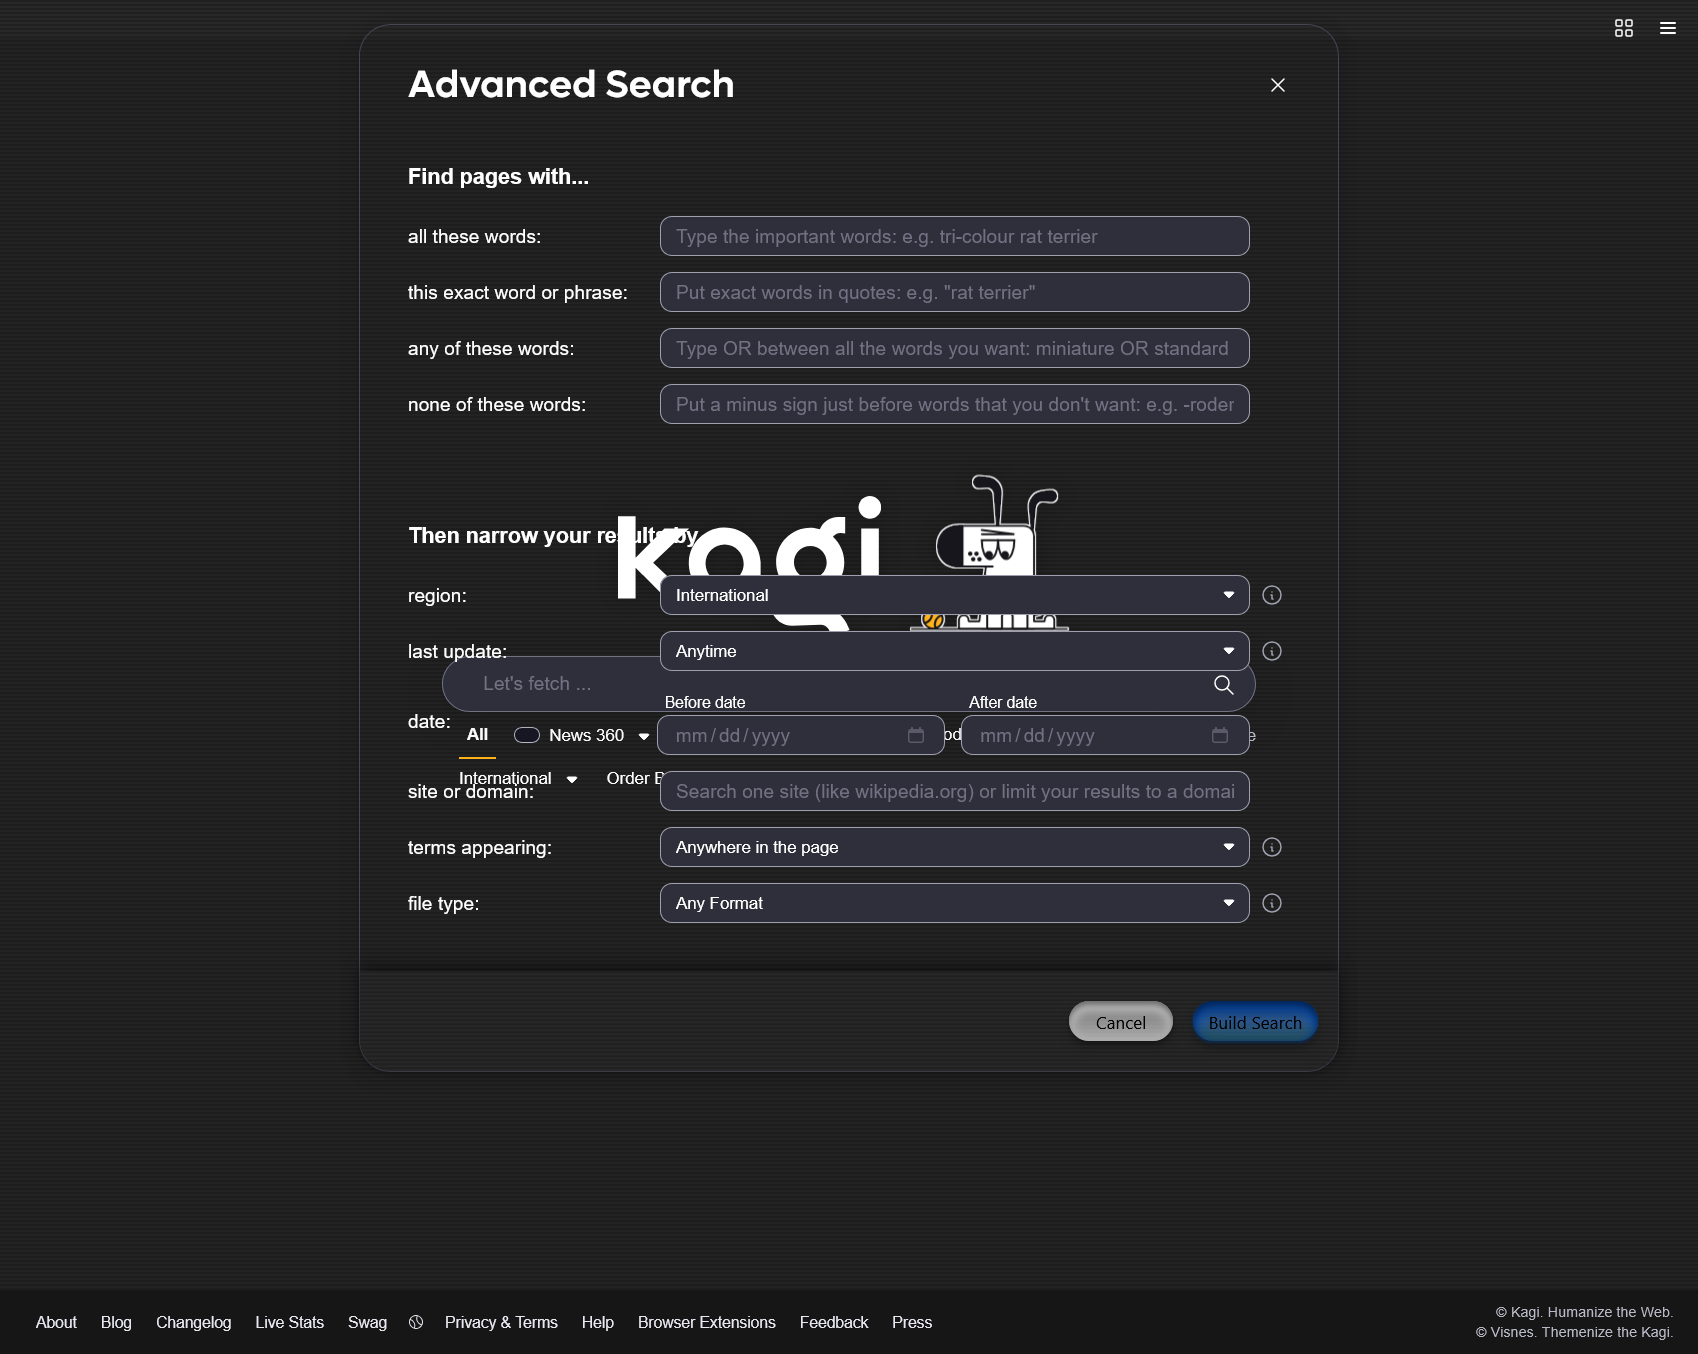 Advanced Search
Find pages with...
all these words:
Type the important words: e.g. tri-colour rat terrier
this exact word or phrase:
Put exact words in quotes: e.g. "rat terrier"
any of these words:
Type OR between all the words you want: miniature OR standard
none of these words:
Put a minus sign just before words that you don't want: e.g. -roder
kagi
Then narrow your results by
region:
International
last update:
Anytime
Let's fetch ...
date:
Before date
After date
All
News 360
mm/dd/yyyy
mm/dd/yyyy
International
Order B
site or domain:
Search one site (like wikipedia.org) or limit your results to a domai
terms appearing:
Anywhere in the page
file type:
Any Format
Cancel
Build Search
About Blog Changelog Live Stats Swag Privacy & Terms Help Browser Extensions Feedback Press
© Kagi. Humanize the Web.
© Visnes. Themenize the Kagi.